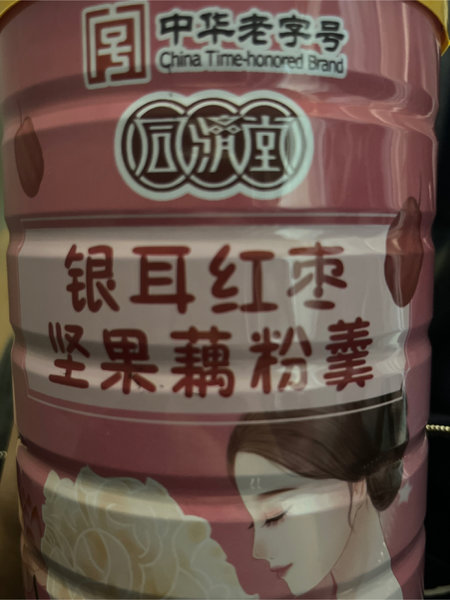 中华老字号
China Time-honored Brand
同济堂
银耳红枣
坚果藕粉羹